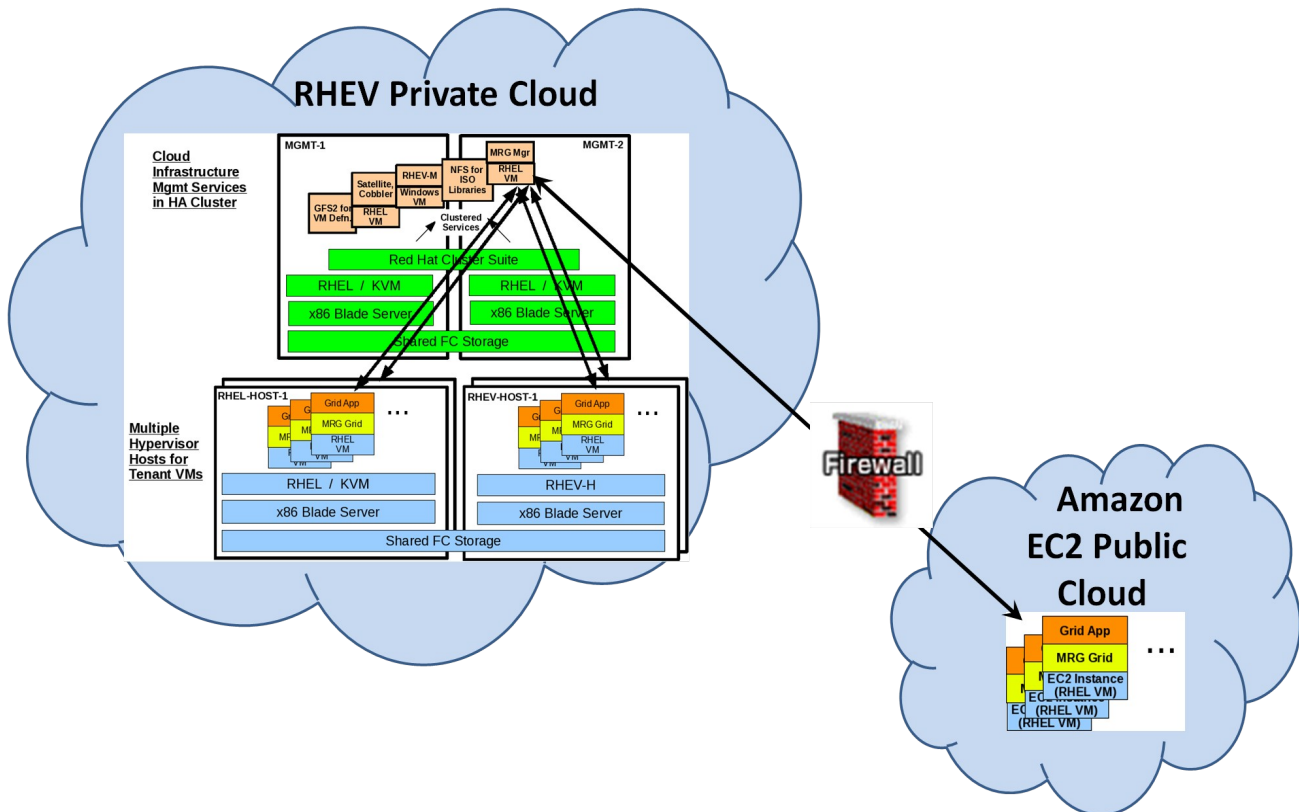 RHEV Private Cloud
Cloud
Infrastructure
Mgmt Services
in HA Cluster
MGMT-1
MGMT-2
MRG Mgr
RHEL
VM
NFS for
ISO
Libraries
RHEV-M
Windows
VM
Satellite,
Cobbler
RHEL
VM
GFS2 for
VM Defn.
Clustered
Services
Red Hat Cluster Suite
RHEL / KVM
RHEL / KVM
x86 Blade Server
x86 Blade Server
Shared FC Storage
Multiple
Hypervisor
Hosts for
Tenant VMs
RHEL-HOST-1
Grid App
MRG Grid
RHEL
VM
VM
VM
...
RHEL / KVM
x86 Blade Server
RHEV-HOST-1
Grid App
MRG Grid
RHEL
VM
VM
VM
...
RHEV-H
x86 Blade Server
Shared FC Storage
Firewall
Amazon
EC2 Public
Cloud
Grid App
MRG Grid
EC2 Instance
(RHEL VM)
(RHEL VM)
(RHEL VM)
...